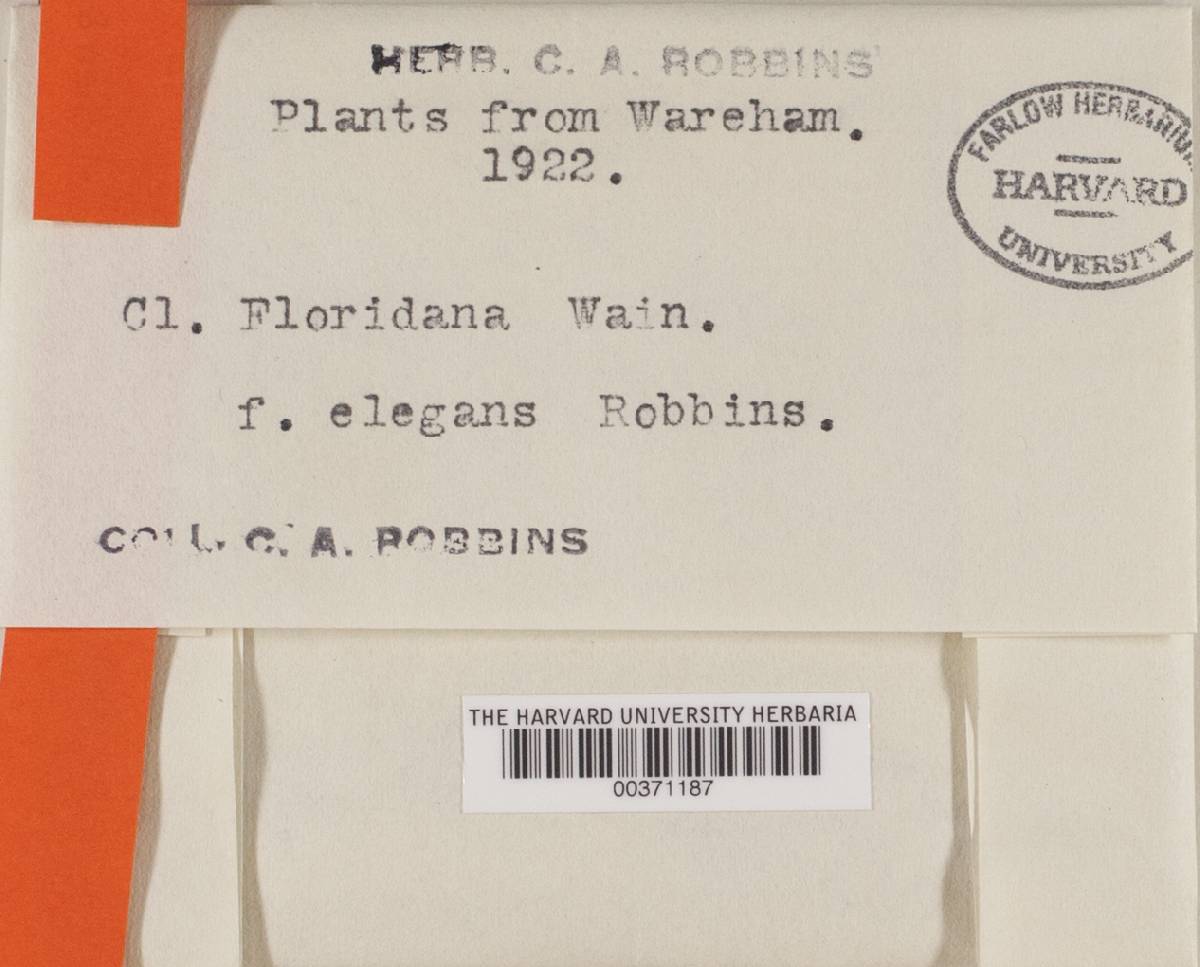 HERB. C. A. ROBBINS
Plants from Wareham.
1922.
FARLOW HERBARIUM
HARVARD
UNIVERSITY
Cl. Floridana Wain.
f. elegans Robbins.
COLL. C. A. ROBBINS
THE HARVARD UNIVERSITY HERBARIA
00371187